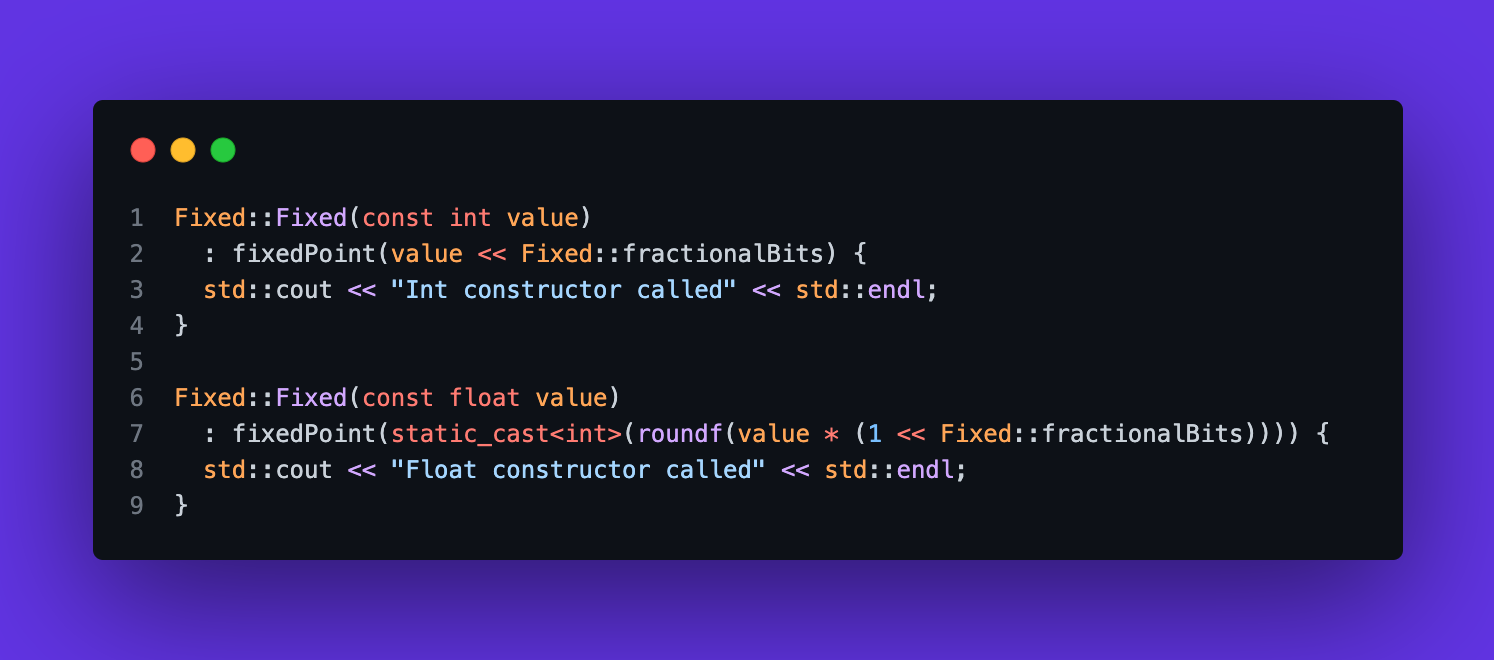 1 Fixed::Fixed(const int value)
2   : fixedPoint(value << Fixed::fractionalBits) {
3   std::cout << "Int constructor called" << std::endl;
4 }
5
6 Fixed::Fixed(const float value)
7   : fixedPoint(static_cast<int>(roundf(value * (1 << Fixed::fractionalBits)))) {
8   std::cout << "Float constructor called" << std::endl;
9 }